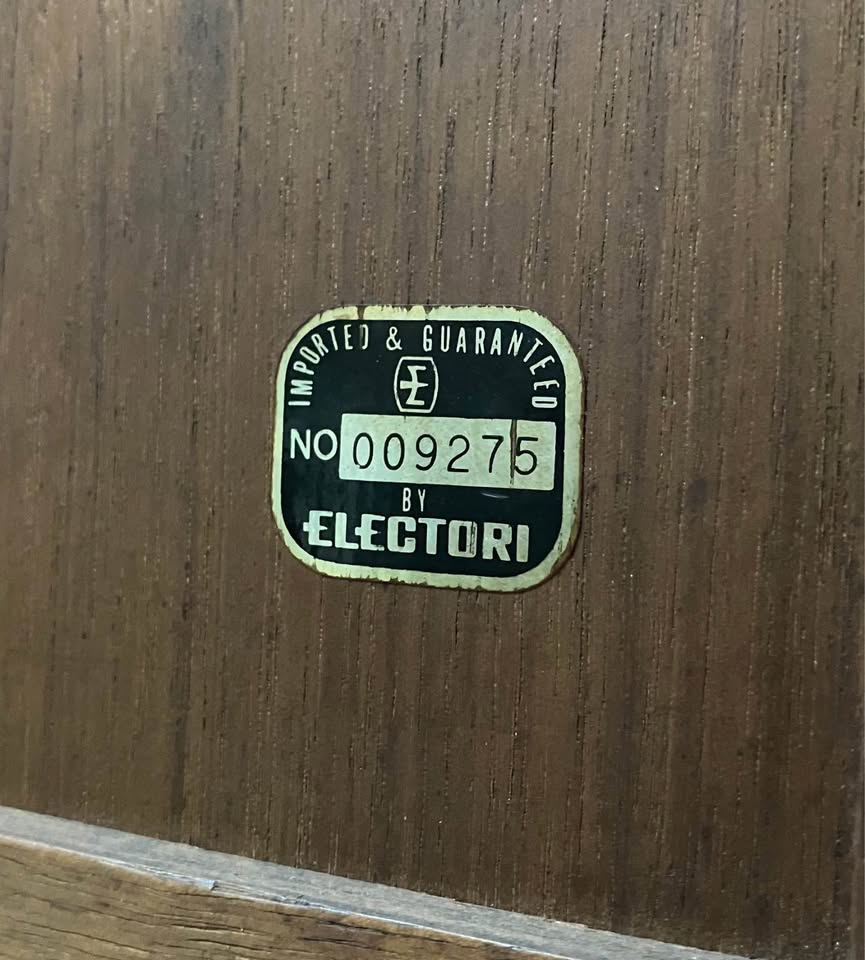 IMPORTED & GUARANTEED
E
NO 009275
BY
ELECTORI